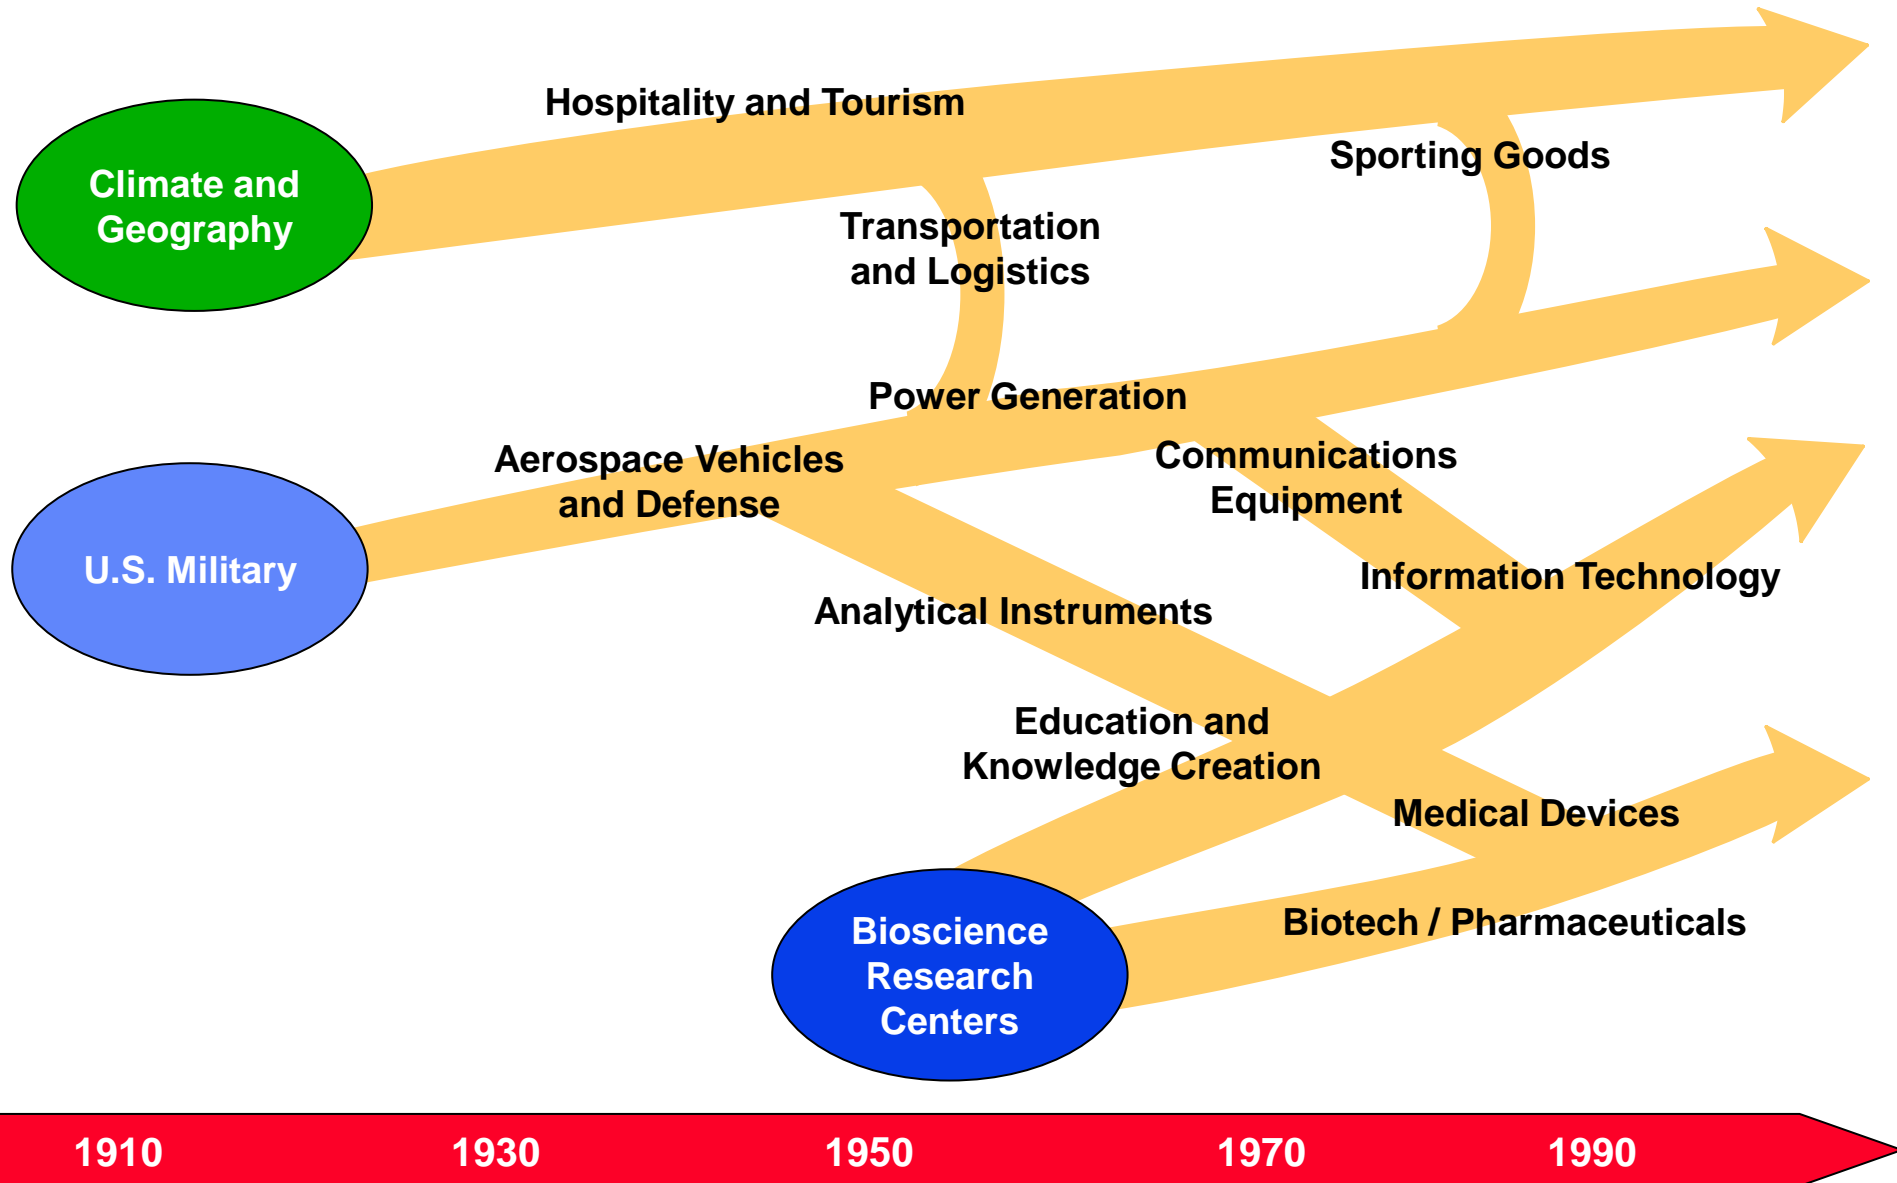 Hospitality and Tourism
Climate and
Geography
Sporting Goods
Transportation
and Logistics
Power Generation
Aerospace Vehicles
and Defense
Communications
Equipment
U.S. Military
Information Technology
Analytical Instruments
Education and
Knowledge Creation
Medical Devices
Bioscience
Research
Centers
Biotech / Pharmaceuticals
1910 1930 1950 1970 1990